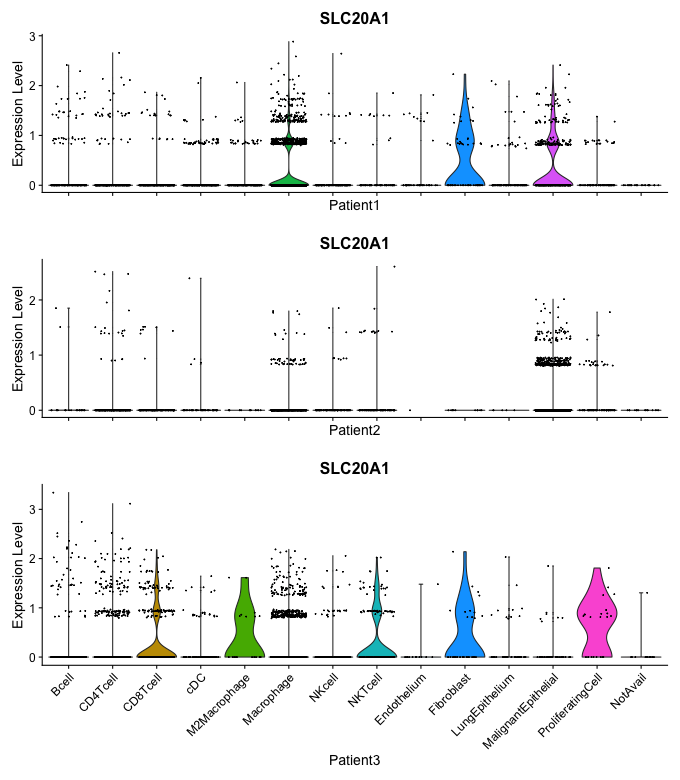 SLC20A1
Expression Level
3
2
1
0
Patient1
SLC20A1
Expression Level
2
1
0
Patient2
SLC20A1
Expression Level
3
2
1
0
Bcell
CD4Tcell
CD8Tcell
cDC
M2Macrophage
Macrophage
NKcell
NKTcell
Endothelium
Fibroblast
LungEpithelium
MalignantEpithelial
ProliferatingCell
NotAvail
Patient3